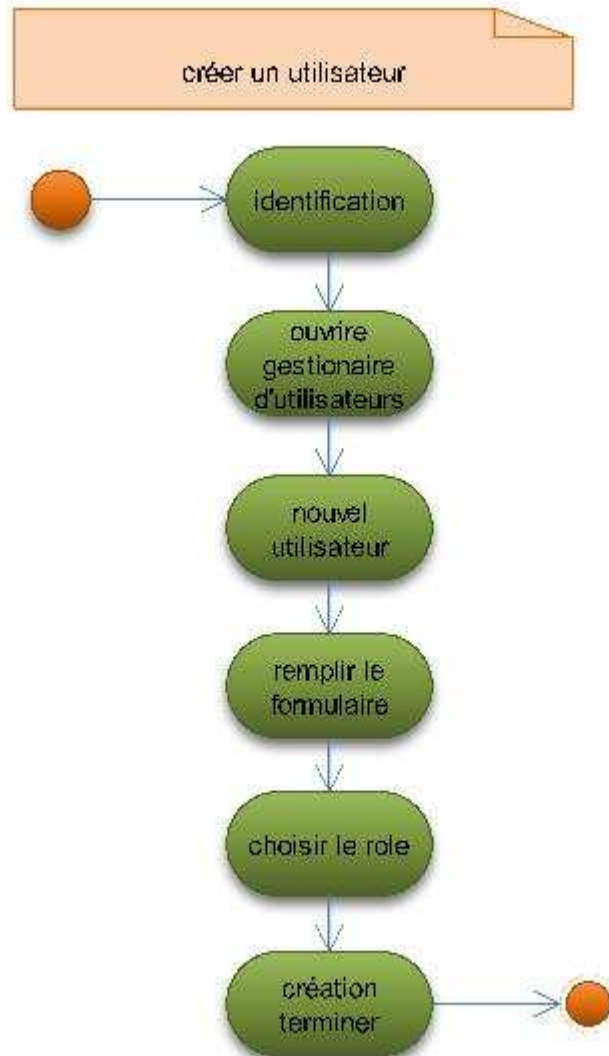 créer un utilisateur
identification
ouvrire
gestionaire
d'utilisateurs
nouvel
utilisateur
remplir le
formulaire
choisir le role
création
terminer